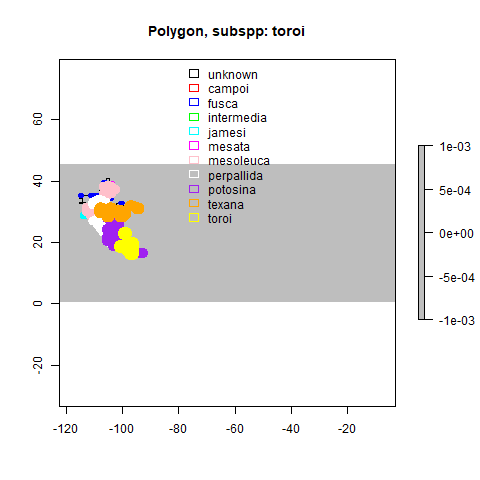 Polygon, subspp: toroi
unknown
campoi
fusca
intermedia
jamesi
mesata
mesoleuca
perpallida
potosina
texana
toroi
60
40
20
0
-20
-120
-100
-80
-60
-40
-20
1e-03
5e-04
0e+00
-5e-04
-1e-03